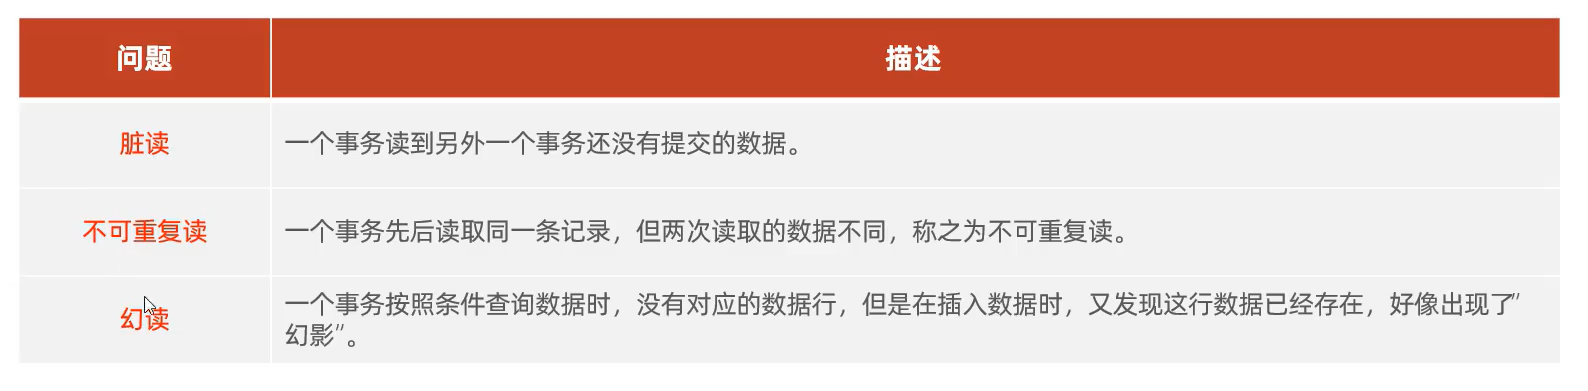 问题 描述
脏读 一个事务读到另外一个事务还没有提交的数据。
不可重复读 一个事务先后读取同一条记录，但两次读取的数据不同，称之为不可重复读。
幻读 一个事务按照条件查询数据时，没有对应的数据行，但是在插入数据时，又发现这行数据已经存在，好像出现了”
幻影”。